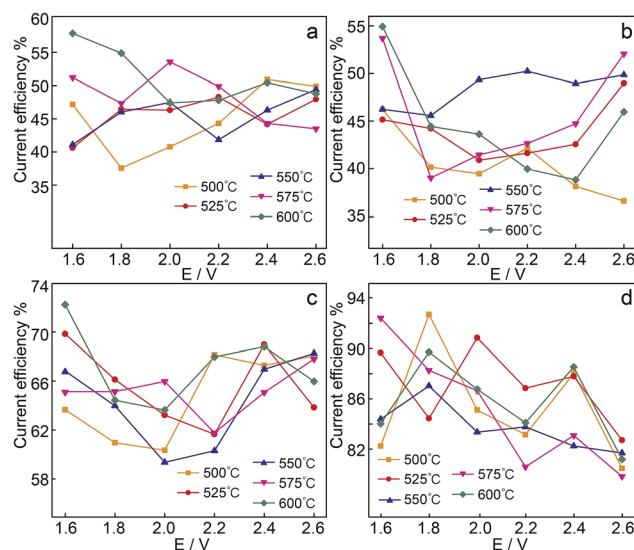 a
Current efficiency %
60
55
50
45
40
35
500°C
525°C
550°C
575°C
600°C
1.6 1.8 2.0 2.2 2.4 2.6
E / V
b
Current efficiency %
55
50
45
40
35
500°C
525°C
550°C
575°C
600°C
1.6 1.8 2.0 2.2 2.4 2.6
E / V
c
Current efficiency %
74
70
66
62
58
500°C
525°C
550°C
575°C
600°C
1.6 1.8 2.0 2.2 2.4 2.6
E / V
d
Current efficiency %
94
90
86
82
500°C
525°C
550°C
575°C
600°C
1.6 1.8 2.0 2.2 2.4 2.6
E / V